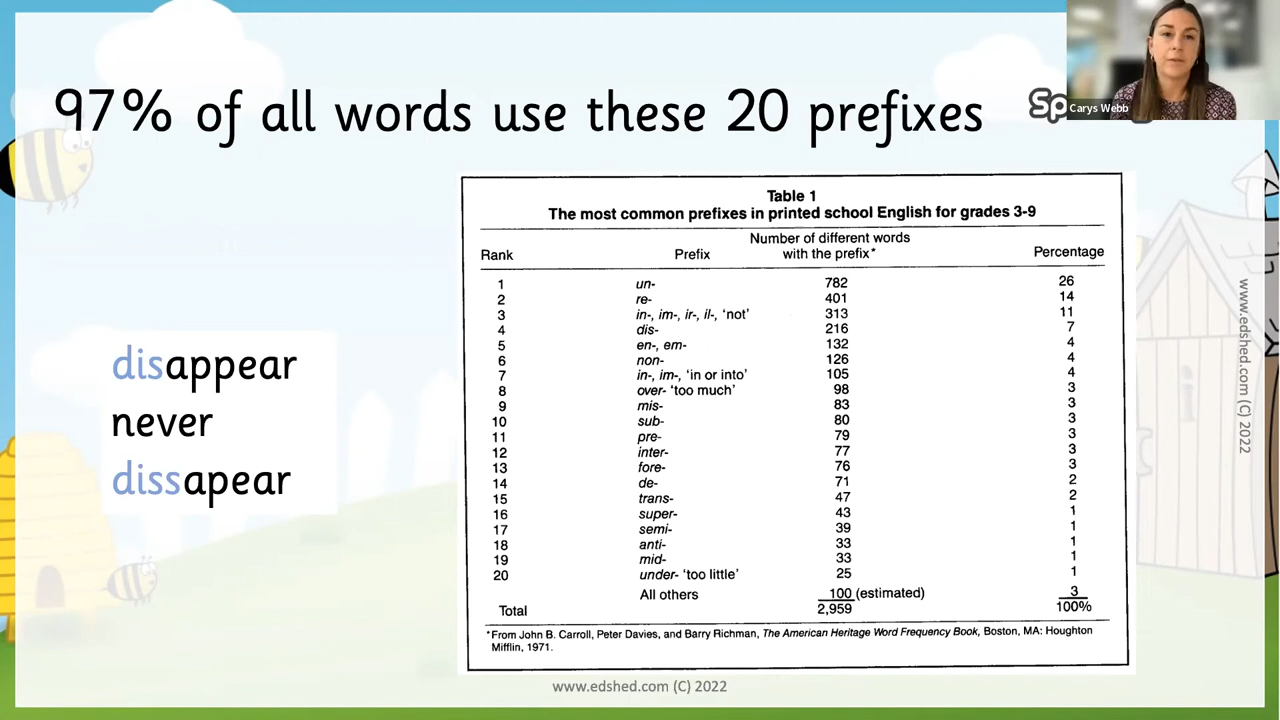 97% of all words use these 20 prefixes
Sp
Carys Webb
Table 1
The most common prefixes in printed school English for grades 3-9
Rank Prefix Number of different words with the prefix* Percentage
1 un- 782 26
2 re- 401 14
3 in-, im-, ir-, il-, 'not' 313 11
4 dis- 216 7
5 en-, em- 132 4
6 non- 126 4
7 in-, im-, 'in or into' 105 4
8 over- 'too much' 98 3
9 mis- 83 3
10 sub- 80 3
11 pre- 79 3
12 inter- 77 3
13 fore- 76 3
14 de- 71 2
15 trans- 47 2
16 super- 43 1
17 semi- 39 1
18 anti- 33 1
19 mid- 33 1
20 under- 'too little' 25 1
All others 100 (estimated) 3
Total 2,959 100%
*From John B. Carroll, Peter Davies, and Barry Richman, The American Heritage Word Frequency Book, Boston, MA: Houghton
Mifflin, 1971.
disappear
never
dissapear
www.edshed.com (C) 2022
www.edshed.com (C) 2022